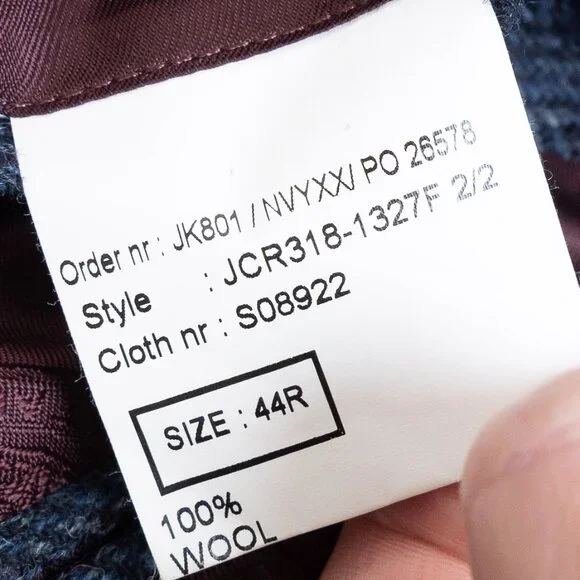 Order nr : JK801 / NVYXX/ PO 26578
Style : JCR318-1327F 2/2
Cloth nr : S08922
SIZE : 44R
100%
WOOL